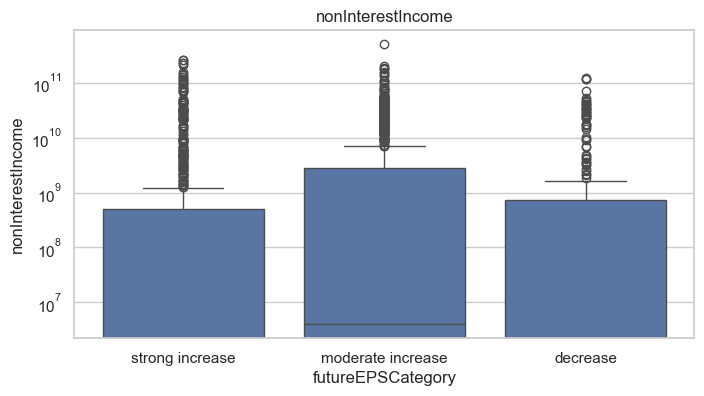 nonInterestIncome
nonInterestIncome
10^11
10^10
10^9
10^8
10^7
strong increase
moderate increase
decrease
futureEPSCategory